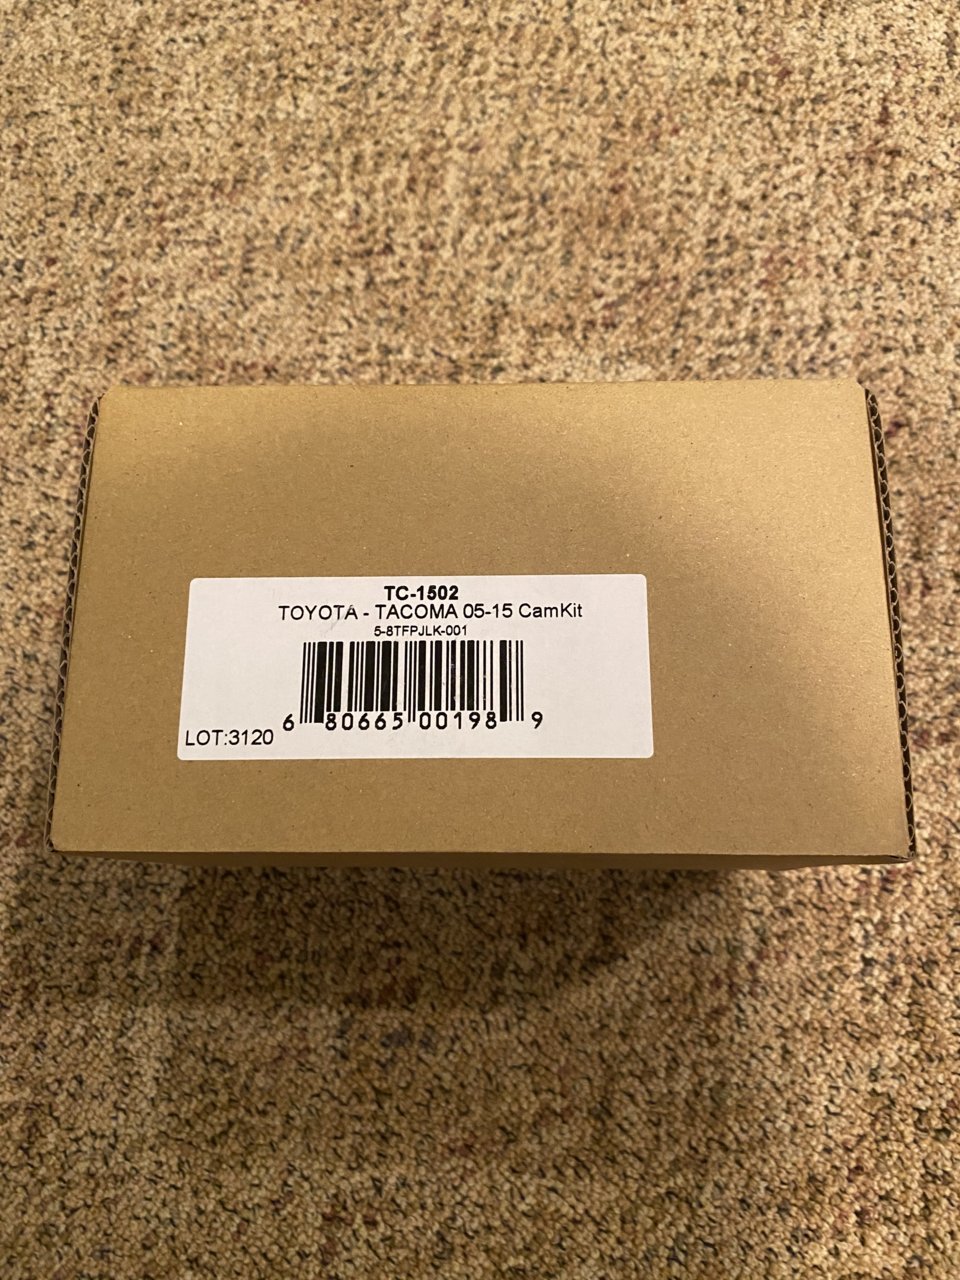 TC-1502
TOYOTA - TACOMA 05-15 CamKit
5-8TFPJLK-001
6 80665 00198 9
LOT:3120